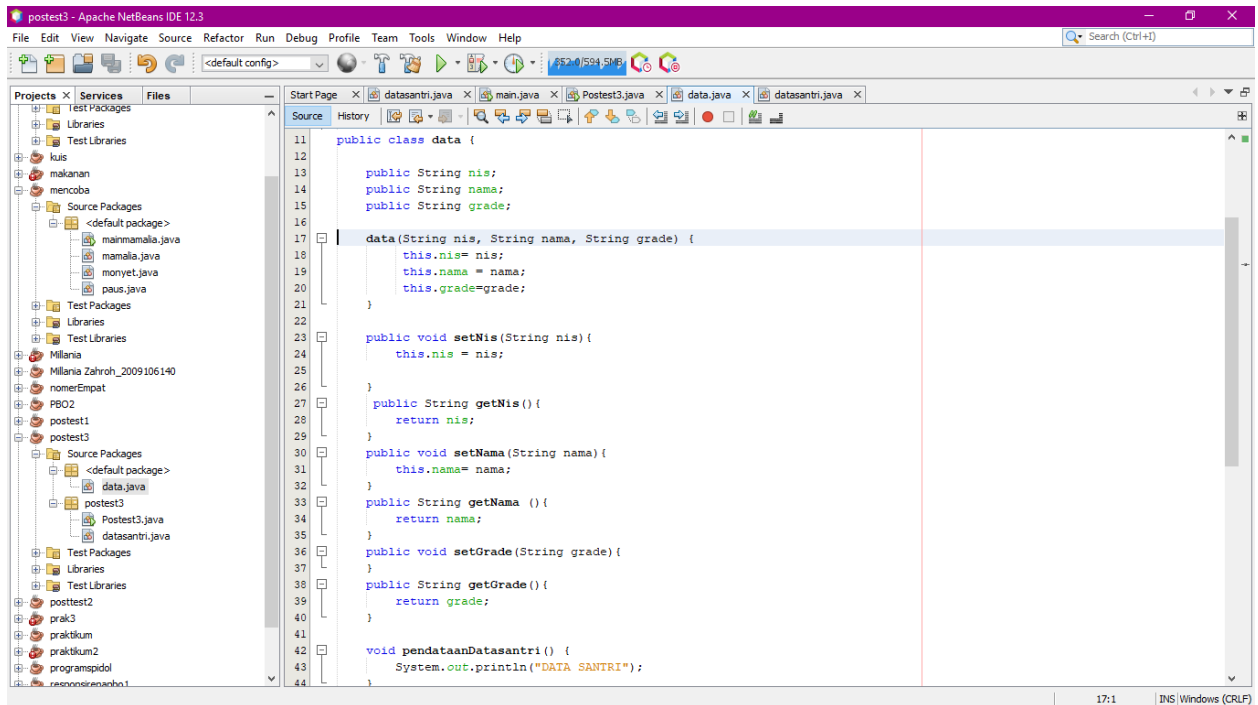 postest3 - Apache NetBeans IDE 12.3
File Edit View Navigate Source Refactor Run Debug Profile Team Tools Window Help
Search (Ctrl+I)
<default config>
352.0/594.5MB
Projects Services Files
Test Packages
Libraries
Test Libraries
kuis
makanan
mencoba
Source Packages
<default package>
mainmamalia.java
mamalia.java
monyet.java
paus.java
Test Packages
Libraries
Test Libraries
Millania
Millania Zahroh_2009106140
nomerEmpat
PBO2
postest1
postest3
Source Packages
<default package>
data.java
postest3
Postest3.java
datasantri.java
Test Packages
Libraries
Test Libraries
posttest2
prak3
praktikum
praktikum2
programspidol
responsirenapbo1
Start Page datasantri.java main.java Postest3.java data.java datasantri.java
Source History
11 public class data {
12
13 public String nis;
14 public String nama;
15 public String grade;
16
17 data(String nis, String nama, String grade) {
18 this.nis= nis;
19 this.nama = nama;
20 this.grade=grade;
21 }
22
23 public void setNis(String nis){
24 this.nis = nis;
25
26 }
27 public String getNis(){
28 return nis;
29 }
30 public void setNama(String nama){
31 this.nama= nama;
32 }
33 public String getNama (){
34 return nama;
35 }
36 public void setGrade(String grade){
37 }
38 public String getGrade(){
39 return grade;
40 }
41
42 void pendataanDatasantri() {
43 System.out.println("DATA SANTRI");
44 }
17:1 INS Windows (CRLF)